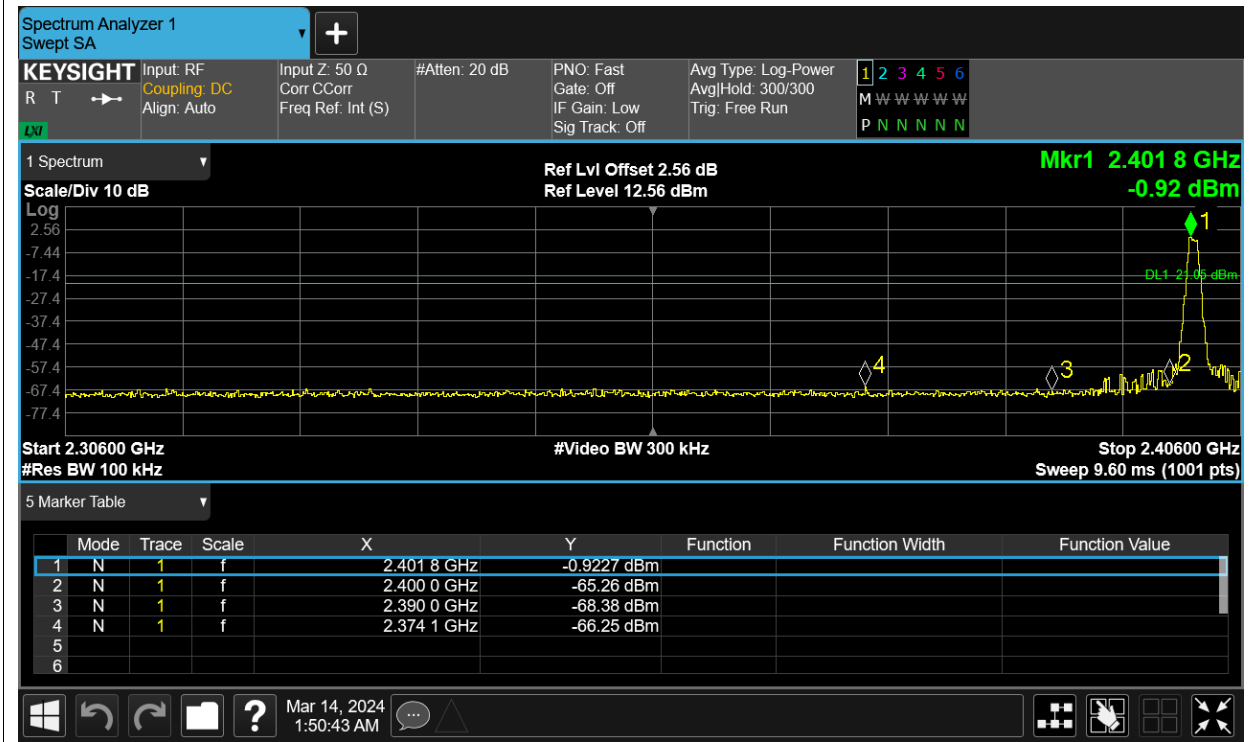 Spectrum Analyzer 1
Swept SA
+
KEYSIGHT Input: RF Input Z: 50 Ω #Atten: 20 dB PNO: Fast Avg Type: Log-Power 1 2 3 4 5 6
R T Coupling: DC Corr CCorr Gate: Off Avg|Hold: 300/300 M W W W W W
Align: Auto Freq Ref: Int (S) IF Gain: Low Trig: Free Run P N N N N N
LXI Sig Track: Off
1 Spectrum Ref Lvl Offset 2.56 dB Mkr1 2.401 8 GHz
Scale/Div 10 dB Ref Level 12.56 dBm -0.92 dBm
Log
1
2.56
-7.44
-17.4 DL1 -21.05 dBm
-27.4
-37.4
-47.4
-57.4 4 3 2
-67.4
-77.4
Start 2.30600 GHz #Video BW 300 kHz Stop 2.40600 GHz
#Res BW 100 kHz Sweep 9.60 ms (1001 pts)
5 Marker Table
Mode Trace Scale X Y Function Function Width Function Value
1 N 1 f 2.401 8 GHz -0.9227 dBm
2 N 1 f 2.400 0 GHz -65.26 dBm
3 N 1 f 2.390 0 GHz -68.38 dBm
4 N 1 f 2.374 1 GHz -66.25 dBm
5
6
? Mar 14, 2024
1:50:43 AM